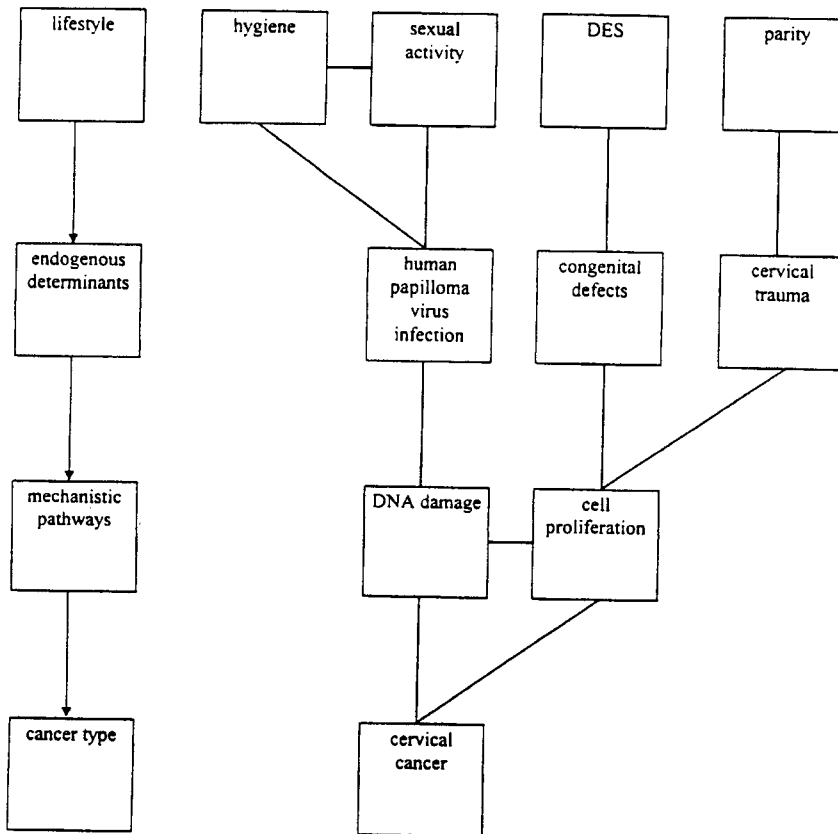 lifestyle
hygiene
sexual
activity
DES
parity
endogenous
determinants
human
papilloma
virus
infection
congenital
defects
cervical
trauma
mechanistic
pathways
DNA damage
cell
proliferation
cancer type
cervical
cancer